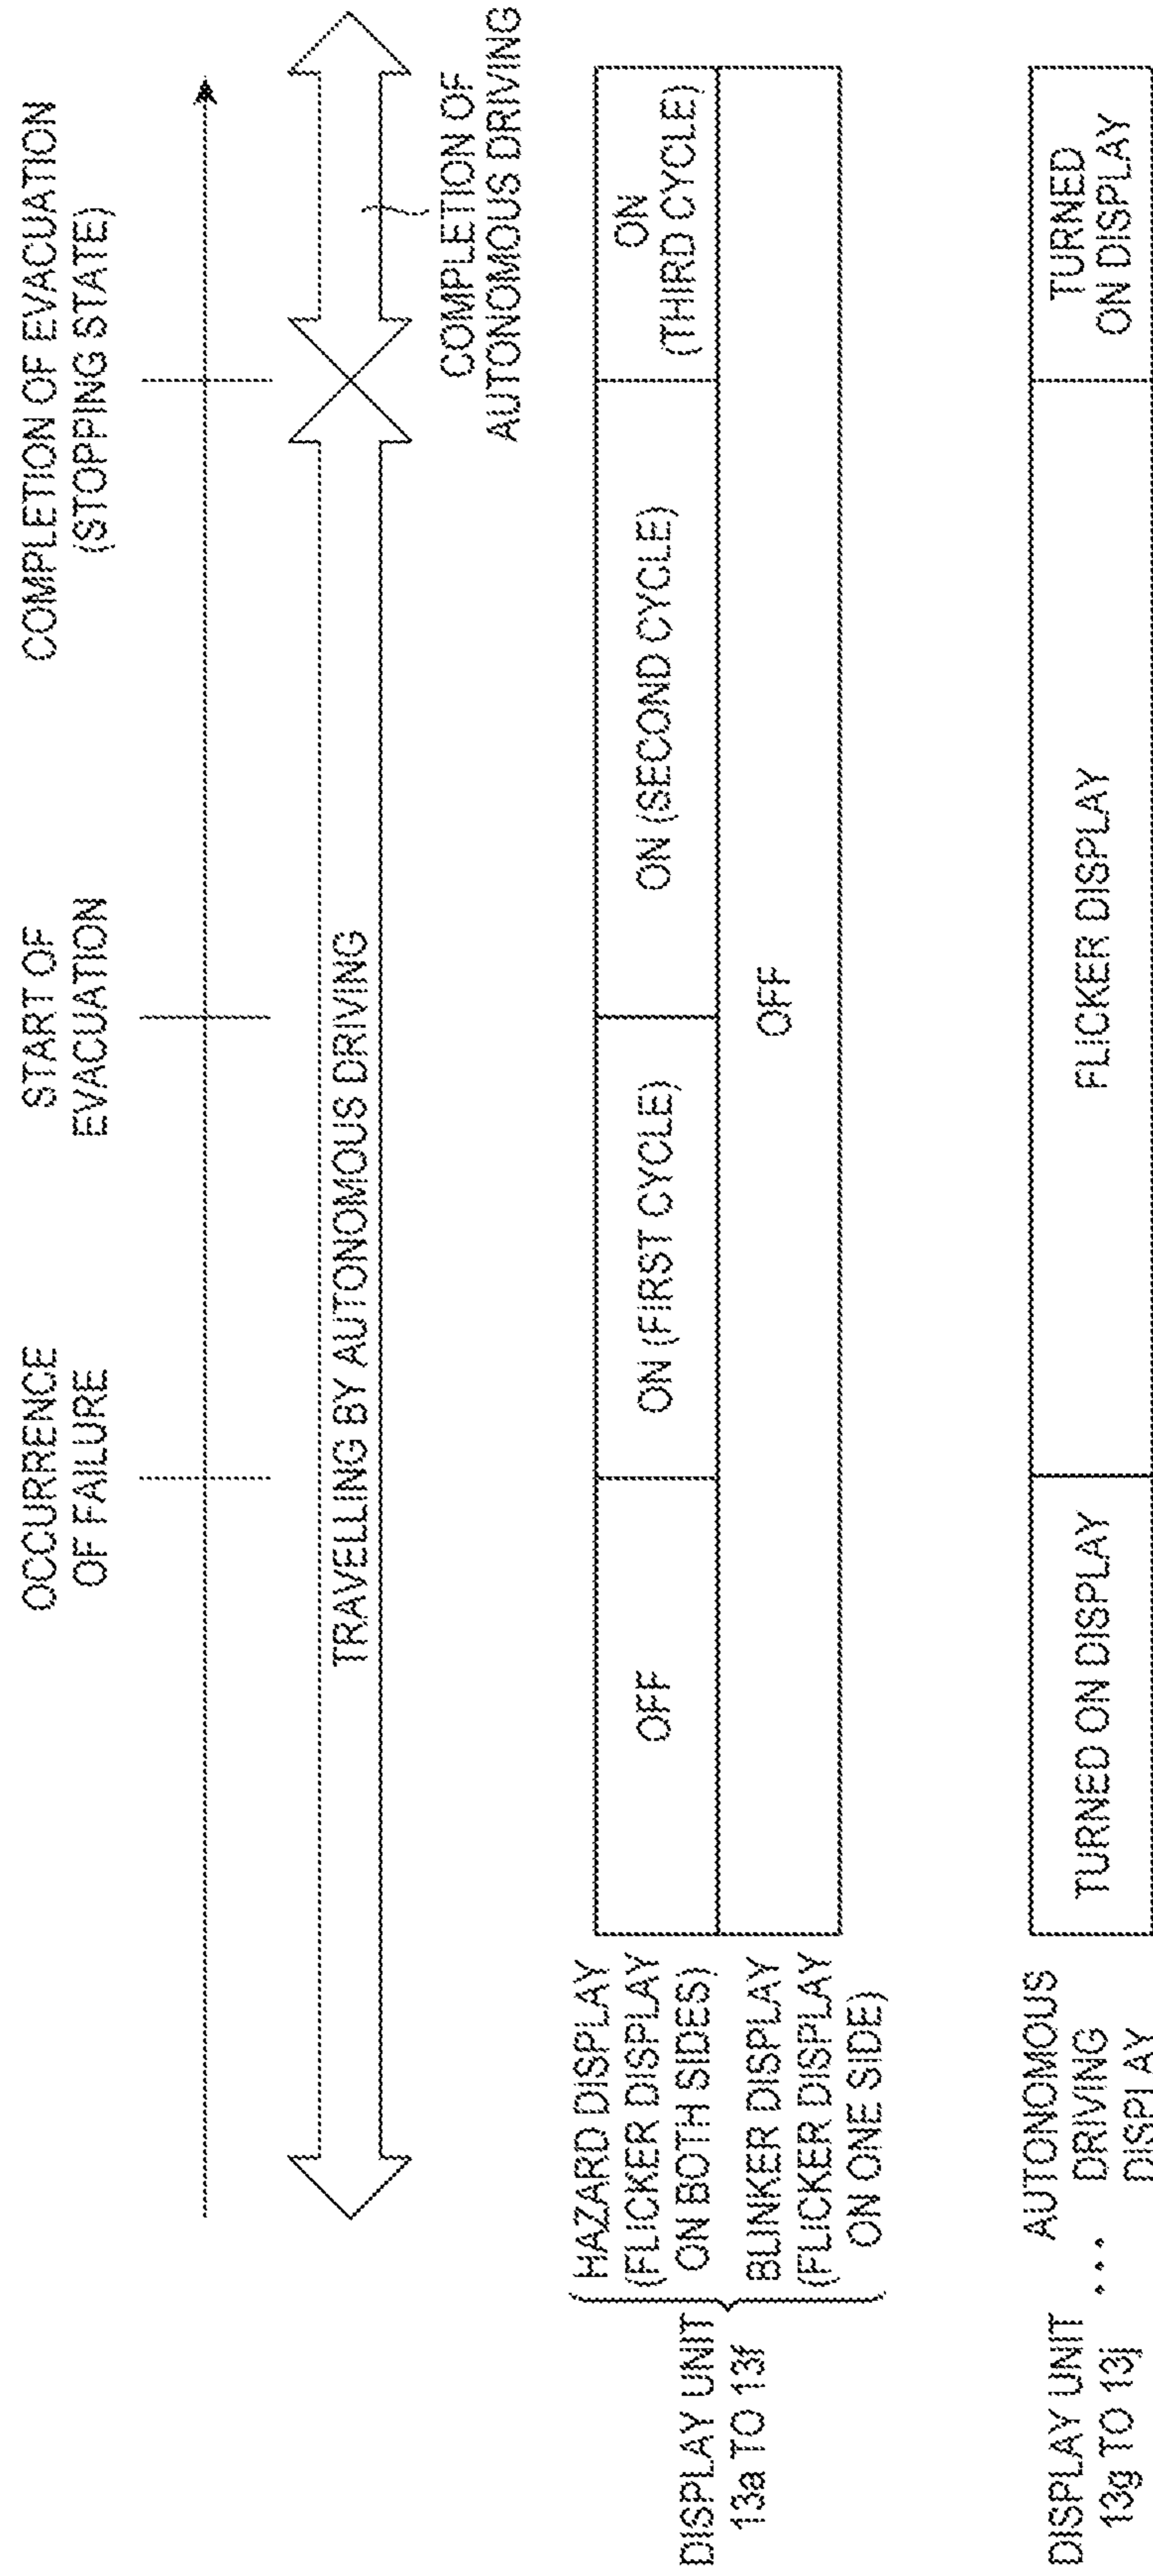 OCCURRENCE
OF FAILURE
START OF
EVACUATION
COMPLETION OF EVACUATION
(STOPPING STATE)
TRAVELLING BY AUTONOMOUS DRIVING
COMPLETION OF
AUTONOMOUS DRIVING
DISPLAY UNIT
13a TO 13f
HAZARD DISPLAY
(FLICKER DISPLAY
ON BOTH SIDES)
OFF
ON (FIRST CYCLE)
ON (SECOND CYCLE)
ON
(THIRD CYCLE)
BLINKER DISPLAY
(FLICKER DISPLAY
ON ONE SIDE)
OFF
DISPLAY UNIT
13g TO 13j
...
AUTONOMOUS
DRIVING
DISPLAY
TURNED ON DISPLAY
FLICKER DISPLAY
TURNED
ON DISPLAY